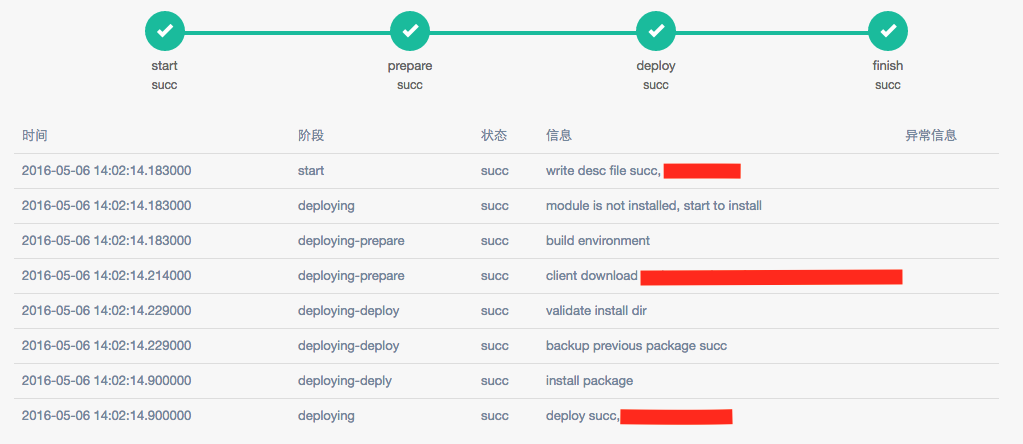 start prepare deploy finish
succ succ succ succ
时间 阶段 状态 信息 异常信息
2016-05-06 14:02:14.183000 start succ write desc file succ,
2016-05-06 14:02:14.183000 deploying succ module is not installed, start to install
2016-05-06 14:02:14.183000 deploying-prepare succ build environment
2016-05-06 14:02:14.214000 deploying-prepare succ client download
2016-05-06 14:02:14.229000 deploying-deploy succ validate install dir
2016-05-06 14:02:14.229000 deploying-deploy succ backup previous package succ
2016-05-06 14:02:14.900000 deploying-deply succ install package
2016-05-06 14:02:14.900000 deploying succ deploy succ,